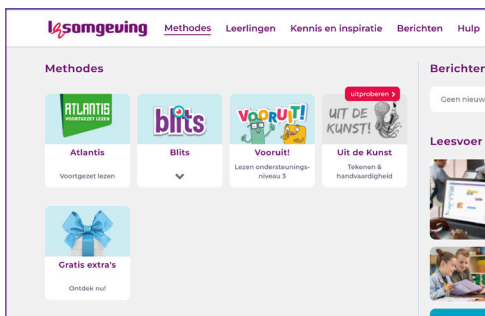 lesomgeving Methodes Leerlingen Kennis en inspiratie Berichten Hulp
Methodes
ATLANTIS
VOORTGEZET LEZEN
Atlantis
Voortgezet lezen
blits
Blits
VOORUIT!
Vooruit!
Lezen ondersteunings-
niveau 3
uitproberen >
UIT DE
KUNST!
Uit de Kunst
Tekenen &
handvaardigheid
Gratis extra's
Ontdek nu!
Berichten
Geen nieuw
Leesvoer